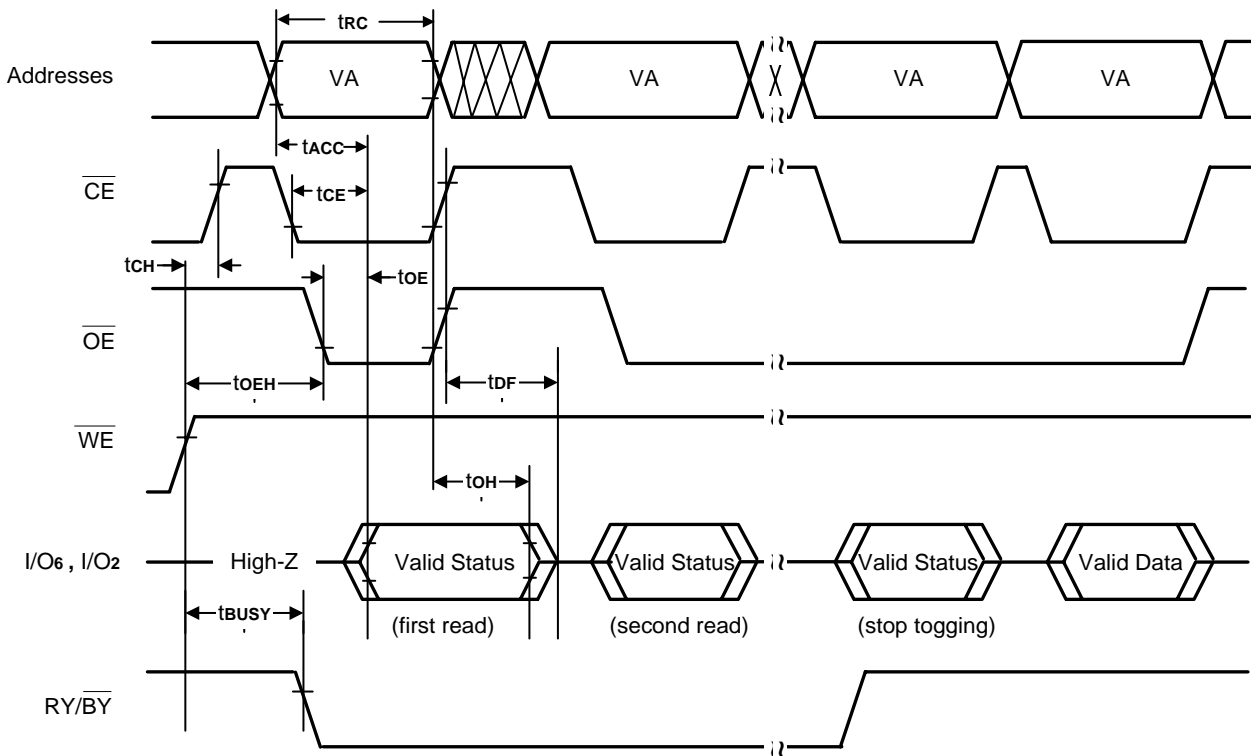 tRC
Addresses VA VA X VA VA
tACC
CE
tCE
tCH
tOE
OE
tOEH
tDF
WE
tOH
I/O6 , I/O2 High-Z Valid Status Valid Status Valid Status Valid Data
tBUSY
(first read) (second read) (stop togging)
RY/BY